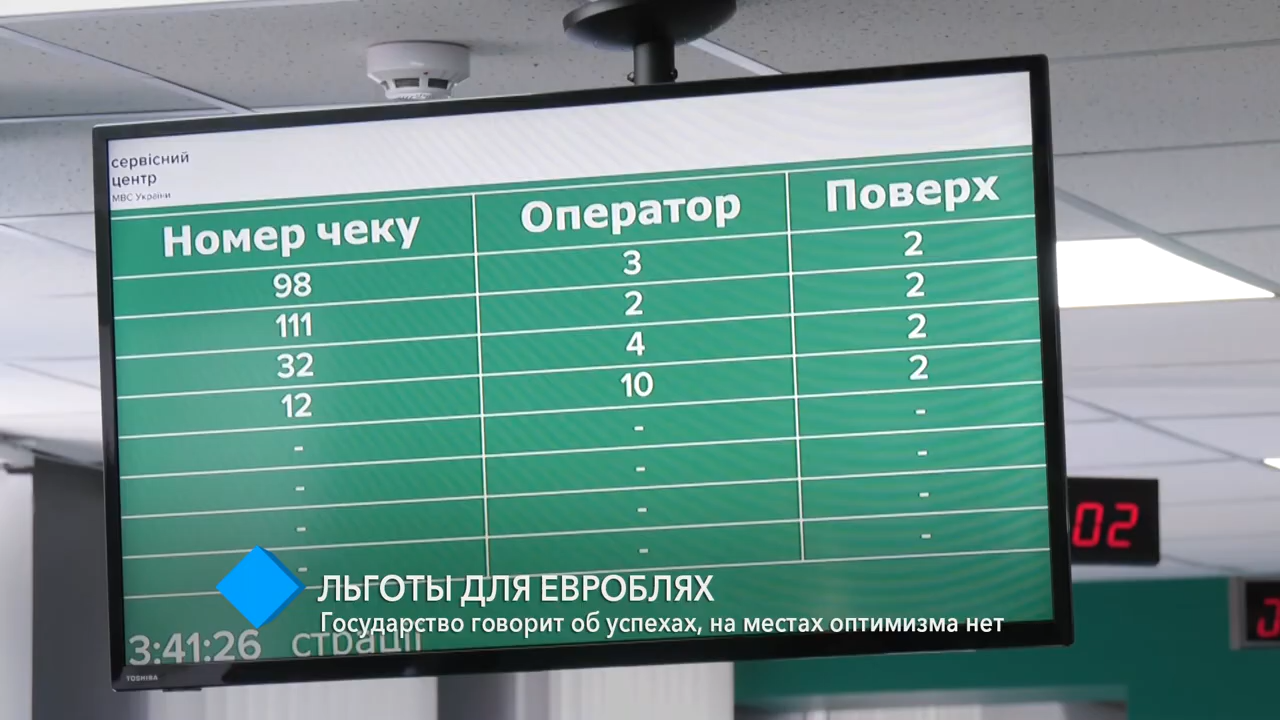 сервісний
центр
МВС України
Номер чеку Оператор Поверх
98 3 2
111 2 2
32 4 2
12 10 2
- - -
- - -
- - -
- - -
ЛЬГОТЫ ДЛЯ ЕВРОБЛЯХ
Государство говорит об успехах, на местах оптимизма нет
3:41:26 страції
TOSHIBA
02